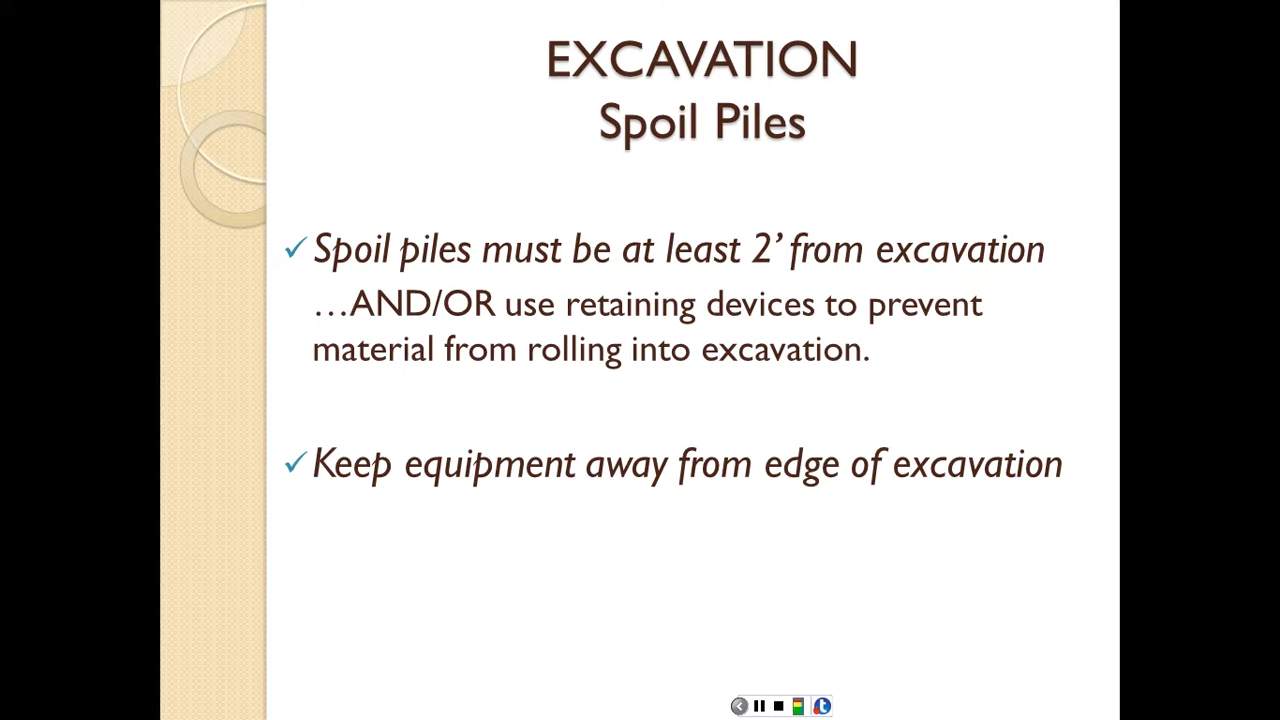 EXCAVATION
Spoil Piles
Spoil piles must be at least 2’ from excavation
…AND/OR use retaining devices to prevent
material from rolling into excavation.
Keep equipment away from edge of excavation